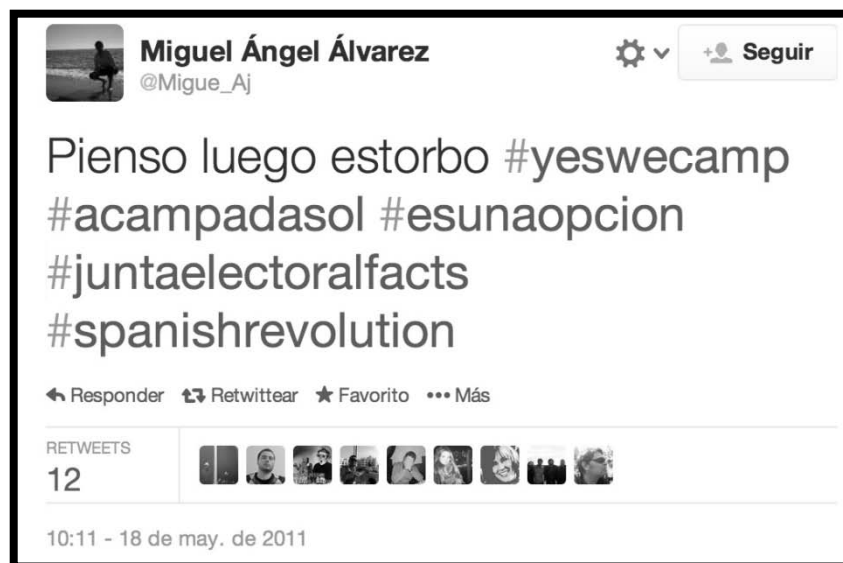 Miguel Ángel Álvarez
@Migue_Aj
Seguir
Pienso luego estorbo #yeswecamp
#acampadasol #esunaopcion
#juntaelectoralfacts
#spanishrevolution
Responder Retwittear Favorito Más
RETWEETS
12
10:11 - 18 de may. de 2011